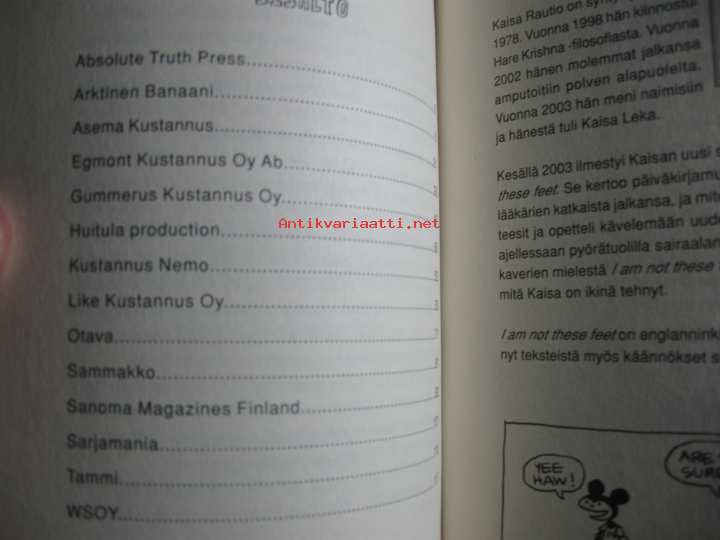 Absolute Truth Press
Arktinen Banaani
Asema Kustannus
Egmont Kustannus Oy Ab
Gummerus Kustannus Oy
Huitula production
Kustannus Nemo
Like Kustannus Oy
Otava
Sammakko
Sanoma Magazines Finland
Sarjamania
Tammi
WSOY
Antikvariaatti.net
Kaisa Rautio on
1978. Vuonna 1998 hän kiinnostui
Hare Krishna -filosofiasta. Vuonna
2002 hänen molemmat jalkansa
amputoitiin polven alapuolelta.
Vuonna 2003 hän meni naimisiin
ja hänestä tuli Kaisa Leka.
Kesällä 2003 ilmestyi Kaisan uusi
these feet. Se kertoo
lääkärien katkaista jalkansa, ja
teesit ja opetteli kävelemään
ajellessaan pyörätuolilla
kaverien mielestä I am not these
mitä Kaisa on ikinä tehnyt.
I am not these feet on
nyt teksteistä myös käännökset
YEE
HAW!
ARE